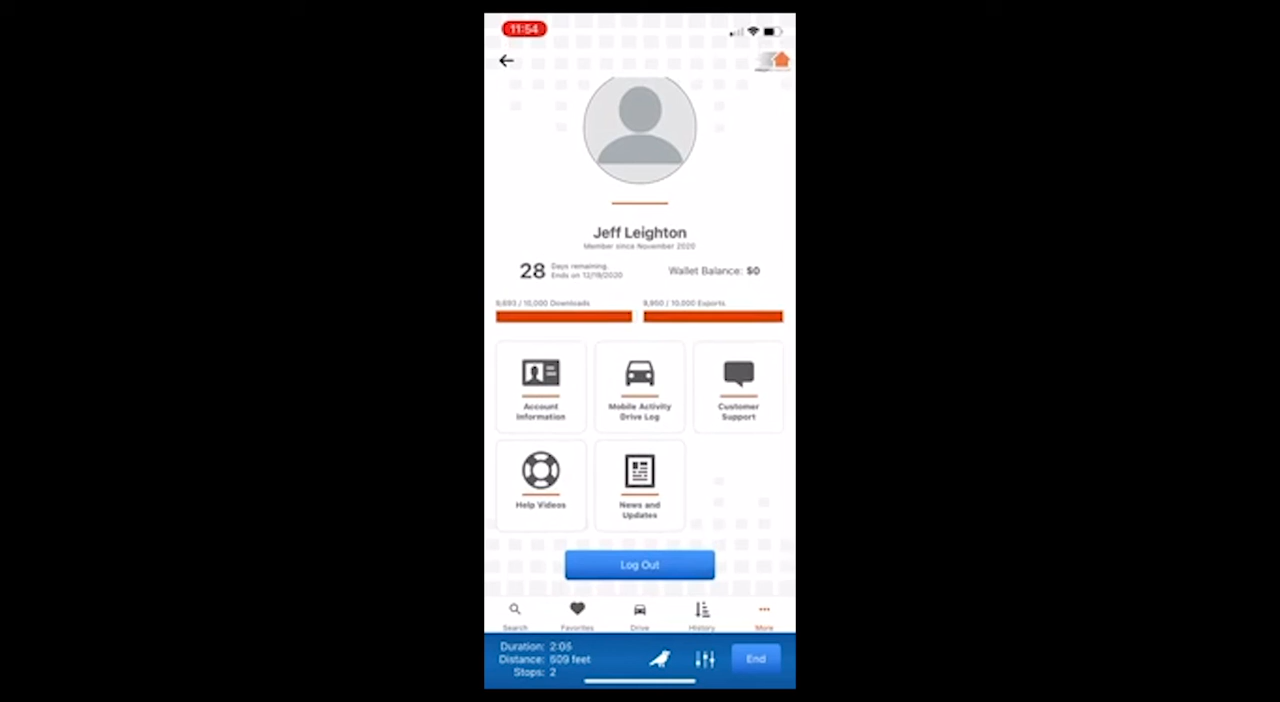 11:54
Jeff Leighton
Member since November 2020
28 Days remaining.
Ends on 12/19/2020
Wallet Balance: $0
9,693 / 10,000 Downloads
9,950 / 10,000 Exports
Account
Information
Mobile Activity
Drive Log
Customer
Support
Help Videos
News and
Updates
Log Out
Search
Favorites
Drive
History
More
Duration: 2:05
Distance: 609 feet
Stops: 2
End